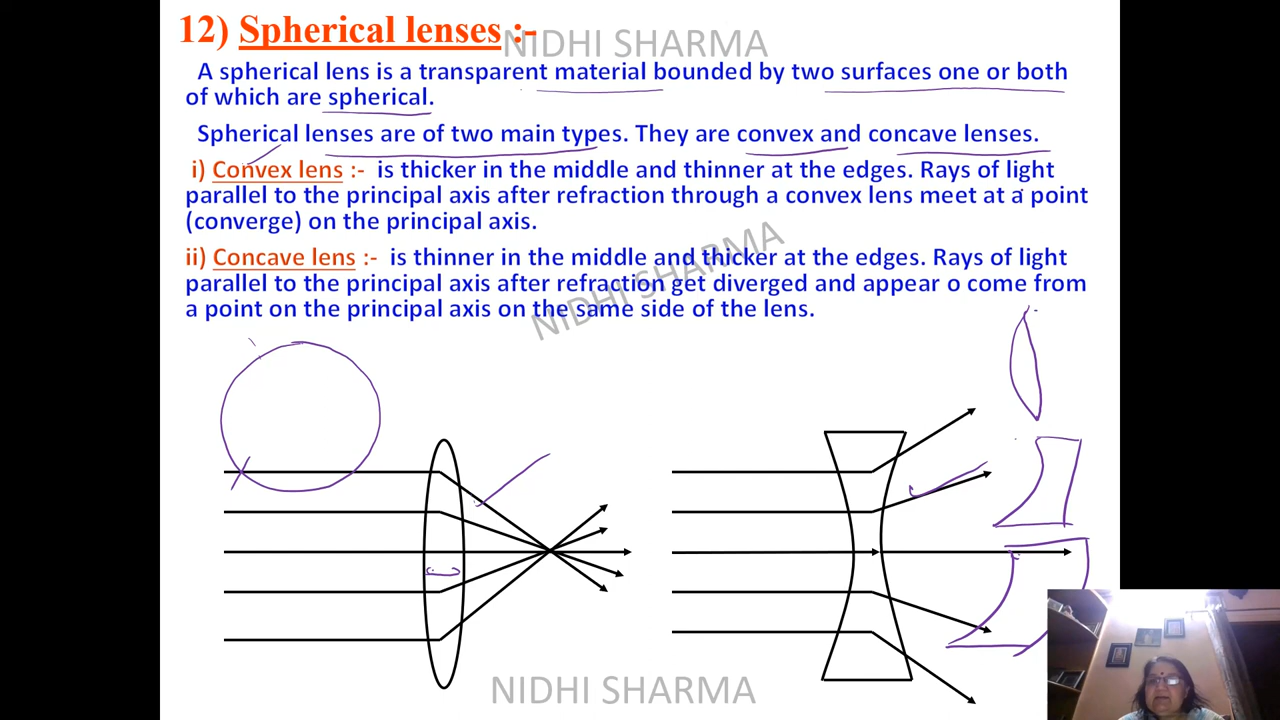 12) Spherical lenses :-
NIDHI SHARMA
A spherical lens is a transparent material bounded by two surfaces one or both
of which are spherical.
Spherical lenses are of two main types. They are convex and concave lenses.
i) Convex lens :- is thicker in the middle and thinner at the edges. Rays of light
parallel to the principal axis after refraction through a convex lens meet at a point
(converge) on the principal axis.
ii) Concave lens :- is thinner in the middle and thicker at the edges. Rays of light
parallel to the principal axis after refraction get diverged and appear o come from
a point on the principal axis on the same side of the lens.
NIDHI SHARMA
NIDHI SHARMA